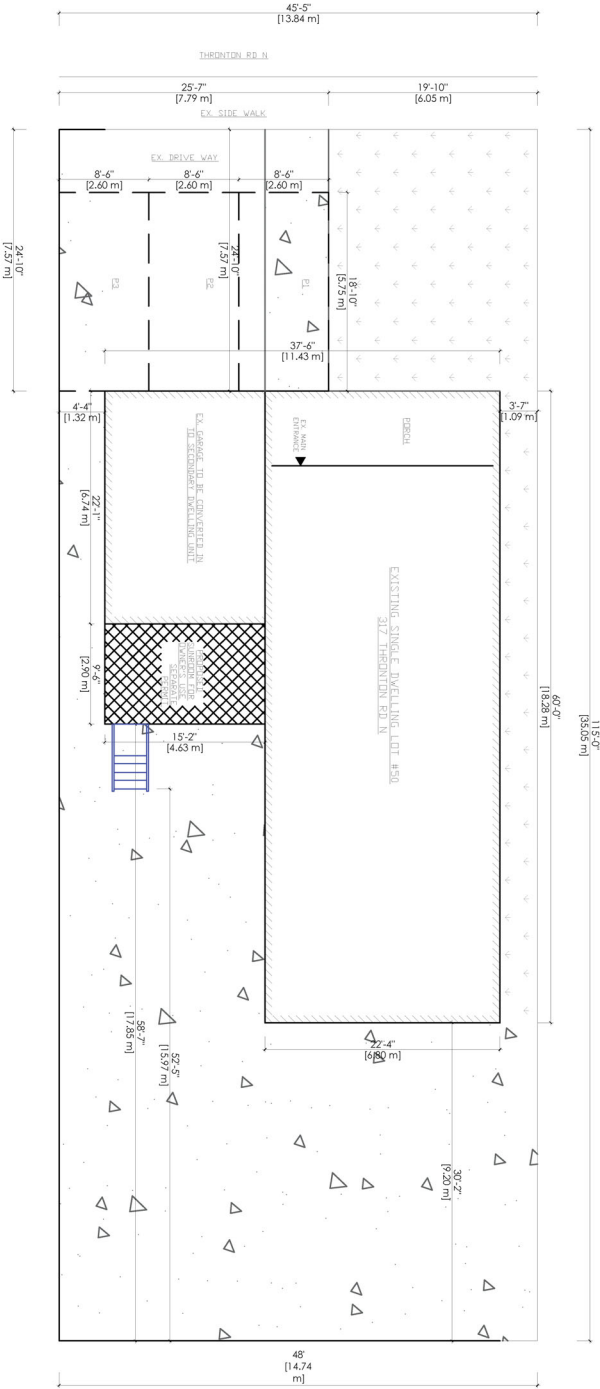 45'-5"
[13.84 m]
THRONTON RD N
25'-7"
[7.79 m]
19'-10"
[6.05 m]
EX. SIDE WALK
EX. DRIVE WAY
8'-6"
[2.60 m]
8'-6"
[2.60 m]
8'-6"
[2.60 m]
24'-10"
[7.57 m]
P3
P2
24'-10"
[7.57 m]
P1
18'-10"
[5.75 m]
37'-6"
[11.43 m]
4'-4"
[1.32 m]
3'-7"
[1.09 m]
EX. MAIN
ENTRANCE
PORCH
22'-1"
[6.74 m]
EX. GARAGE TO BE CONVERTED IN
TO SECONDARY DWELLING UNIT
EXISTING SINGLE DWELLING LOT #50
317 THRONTON RD N
9'-6"
[2.90 m]
SUNROOM FOR
OWNERS USE
SEPARATE
PERMIT
15'-2"
[4.63 m]
60'-0"
[18.28 m]
115'-0"
[35.05 m]
58'-7"
[17.85 m]
52'-5"
[15.97 m]
22'-4"
[6.80 m]
30'-2"
[9.20 m]
48'
[14.74
m]